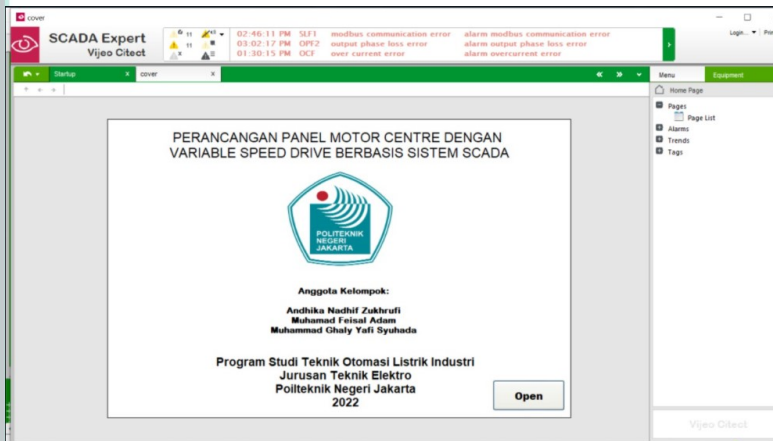 cover
SCADA Expert
Vijeo Citect
11
11
02:46:11 PM SLF1 modbus communication error alarm modbus communication error
03:02:17 PM OPF2 output phase loss error alarm output phase loss error
01:30:15 PM OCF over current error alarm overcurrent error
Login...
Startup x cover x
Menu Equipment
Home Page
Pages
Page List
Alarms
Trends
Tags
PERANCANGAN PANEL MOTOR CENTRE DENGAN
VARIABLE SPEED DRIVE BERBASIS SISTEM SCADA
POLITEKNIK
NEGERI
JAKARTA
Anggota Kelompok:
Andhika Nadhif Zukhrufi
Muhamad Feisal Adam
Muhammad Ghaly Yafi Syuhada
Program Studi Teknik Otomasi Listrik Industri
Jurusan Teknik Elektro
Poilteknik Negeri Jakarta
2022
Open
Vijeo Citect